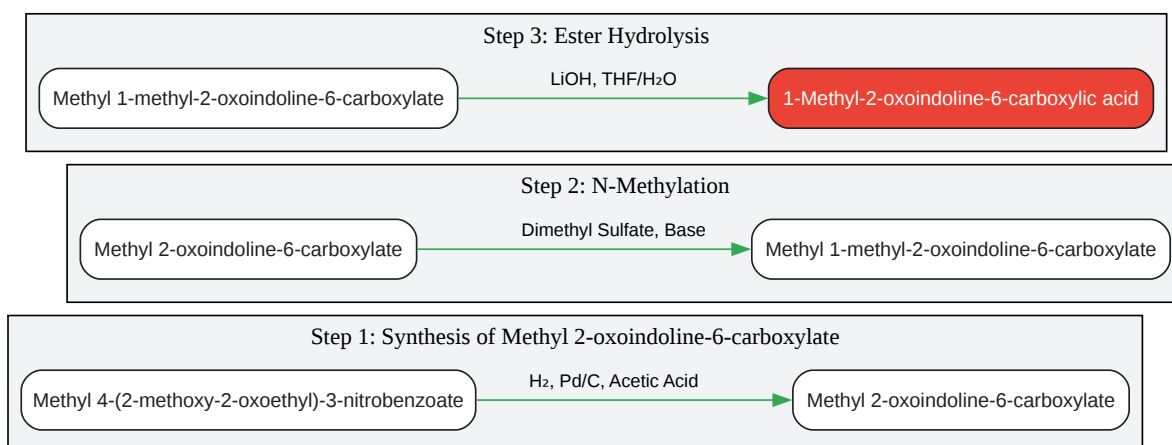 Step 3: Ester Hydrolysis
Methyl 1-methyl-2-oxoindoline-6-carboxylate
LiOH, THF/H₂O
1-Methyl-2-oxoindoline-6-carboxylic acid
Step 2: N-Methylation
Methyl 2-oxoindoline-6-carboxylate
Dimethyl Sulfate, Base
Methyl 1-methyl-2-oxoindoline-6-carboxylate
Step 1: Synthesis of Methyl 2-oxoindoline-6-carboxylate
Methyl 4-(2-methoxy-2-oxoethyl)-3-nitrobenzoate
H₂, Pd/C, Acetic Acid
Methyl 2-oxoindoline-6-carboxylate